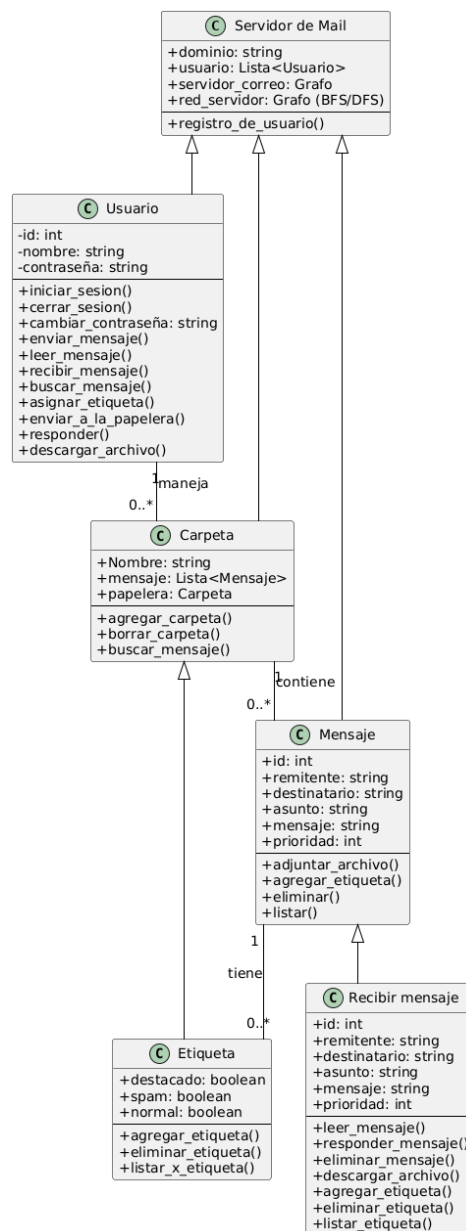 C Servidor de Mail
+dominio: string
+usuario: Lista<Usuario>
+servidor_correo: Grafo
+red_servidor: Grafo (BFS/DFS)
+registro_de_usuario()
C Usuario
-id: int
-nombre: string
-contraseña: string
+iniciar_sesion()
+cerrar_sesion()
+cambiar_contraseña: string
+enviar_mensaje()
+leer_mensaje()
+recibir_mensaje()
+buscar_mensaje()
+asignar_etiqueta()
+enviar_a_la_papelera()
+responder()
+descargar_archivo()
1
maneja
0..*
C Carpeta
+Nombre: string
+mensaje: Lista<Mensaje>
+papelera: Carpeta
+agregar_carpeta()
+borrar_carpeta()
+buscar_mensaje()
1
contiene
0..*
C Mensaje
+id: int
+remitente: string
+destinatario: string
+asunto: string
+mensaje: string
+prioridad: int
+adjuntar_archivo()
+agregar_etiqueta()
+eliminar()
+listar()
1
tiene
0..*
C Etiqueta
+destacado: boolean
+spam: boolean
+normal: boolean
+agregar_etiqueta()
+eliminar_etiqueta()
+listar_x_etiqueta()
C Recibir mensaje
+id: int
+remitente: string
+destinatario: string
+asunto: string
+mensaje: string
+prioridad: int
+leer_mensaje()
+responder_mensaje()
+eliminar_mensaje()
+descargar_archivo()
+agregar_etiqueta()
+eliminar_etiqueta()
+listar_etiqueta()